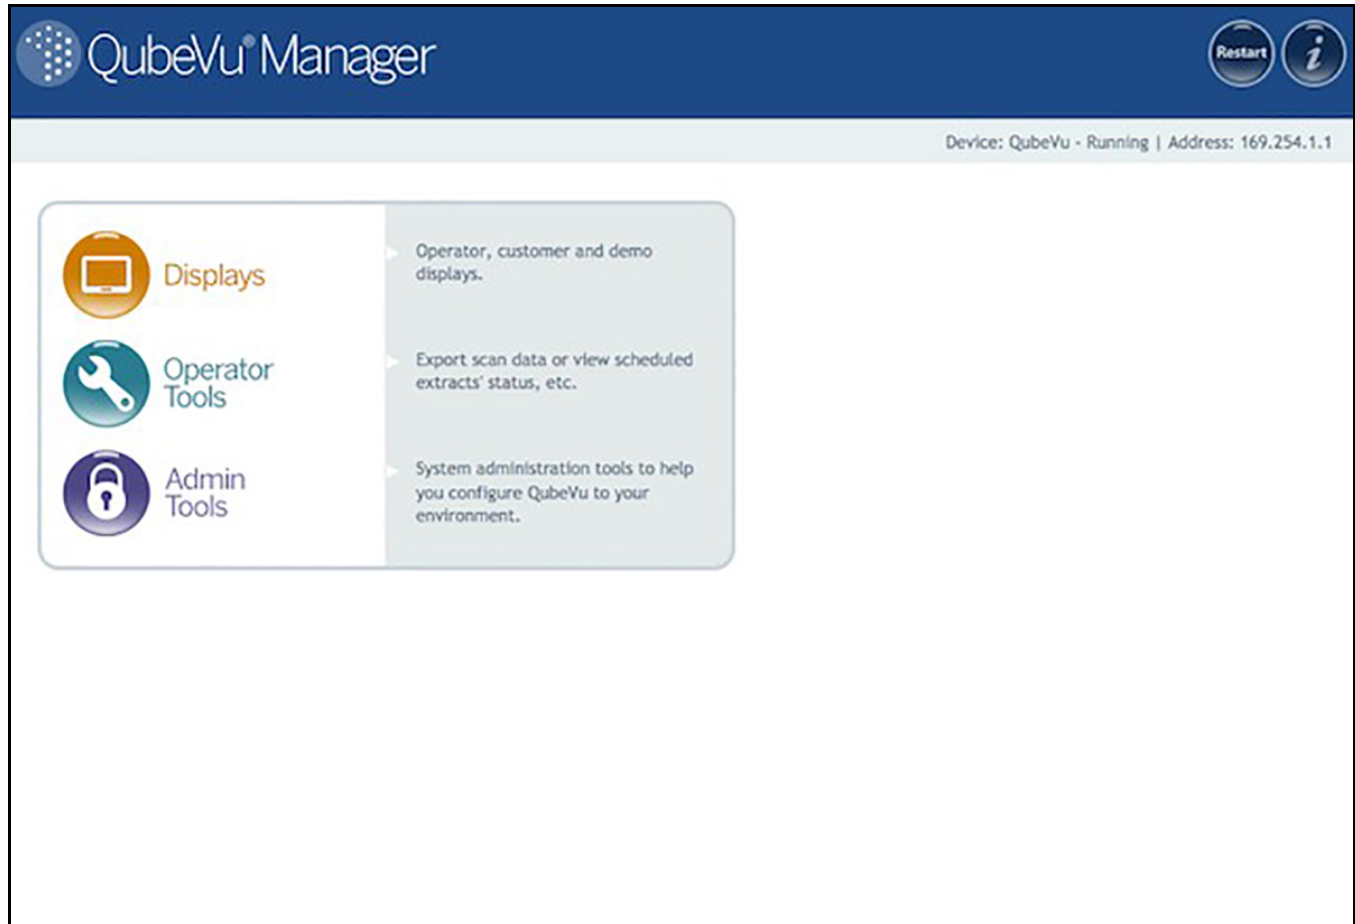 QubeVu® Manager
Restart
i
Device: QubeVu - Running | Address: 169.254.1.1
Displays
Operator, customer and demo
displays.
Operator
Tools
Export scan data or view scheduled
extracts' status, etc.
Admin
Tools
System administration tools to help
you configure QubeVu to your
environment.